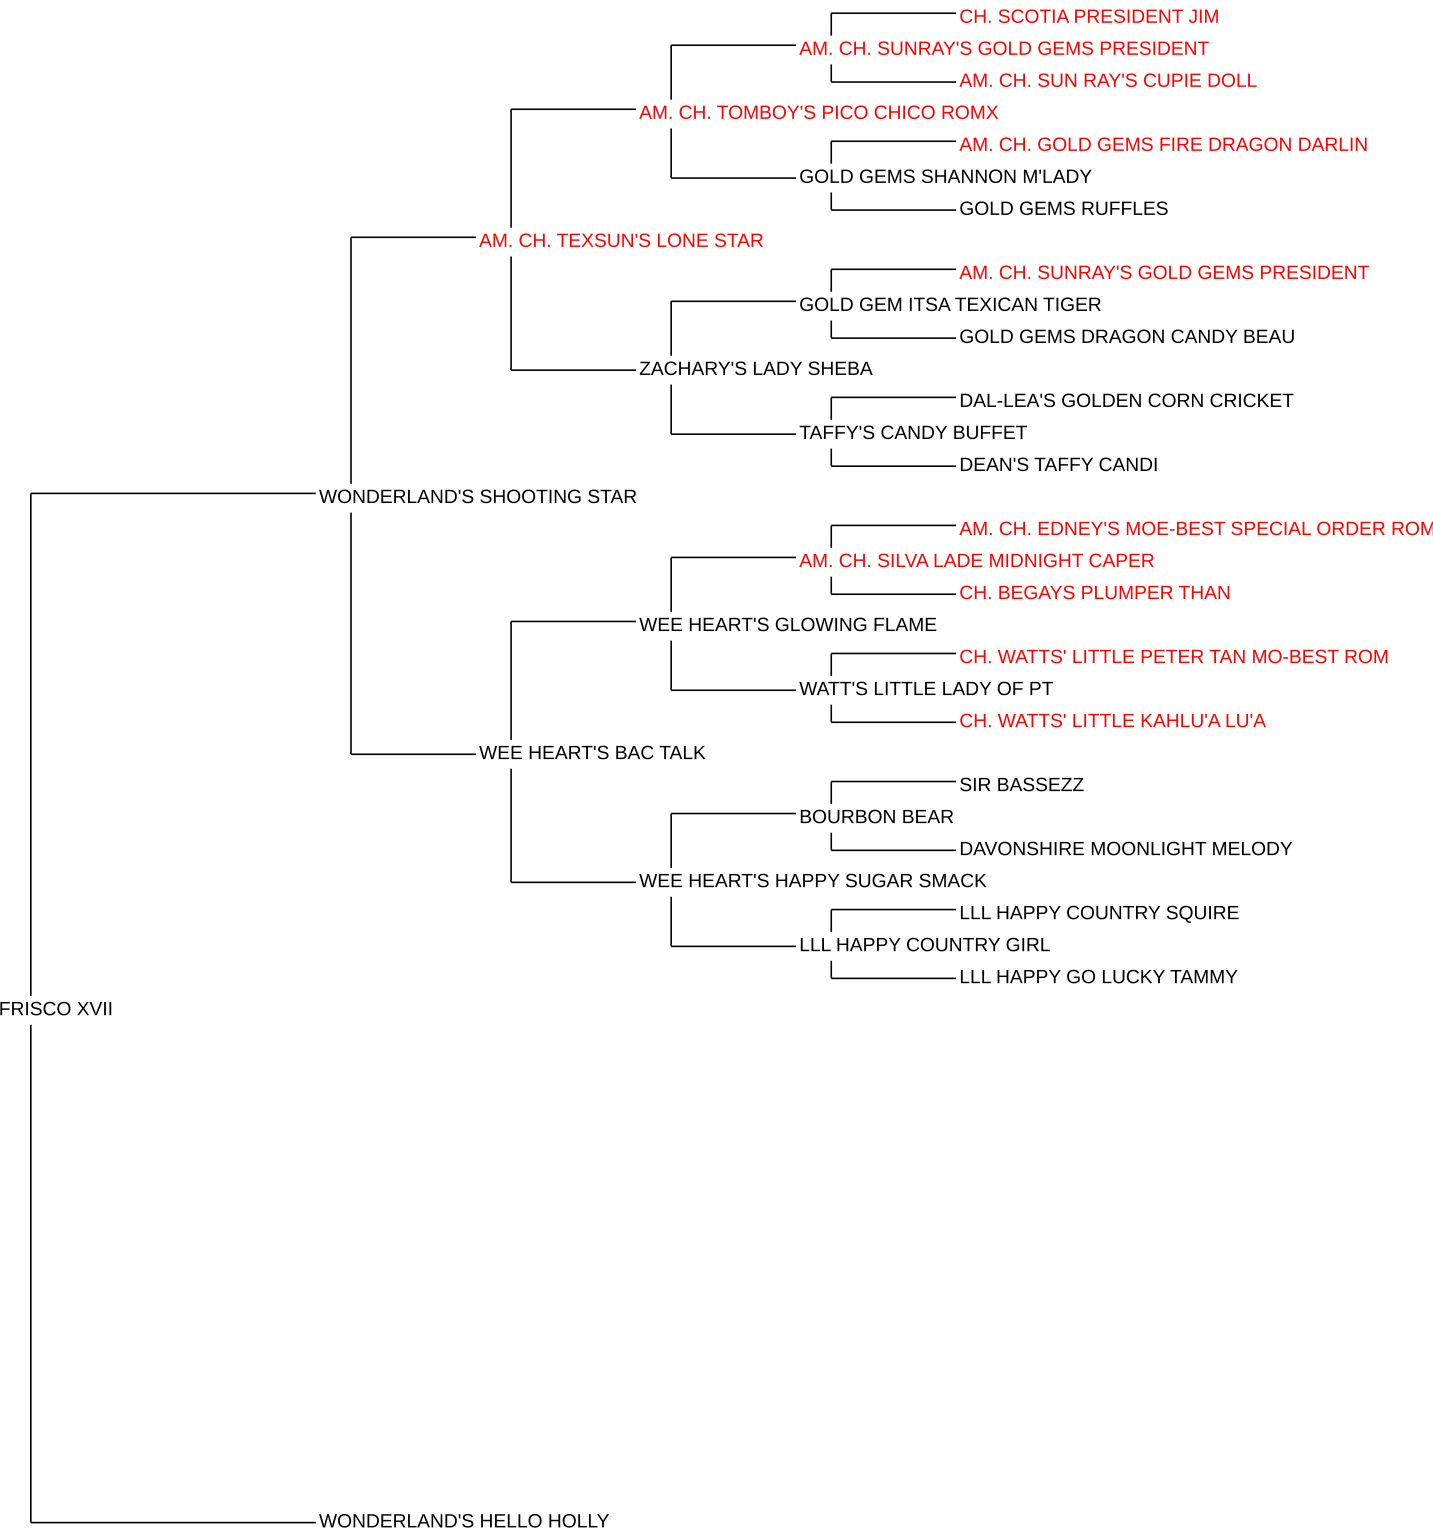 CH. SCOTIA PRESIDENT JIM
AM. CH. SUNRAY'S GOLD GEMS PRESIDENT
AM. CH. SUN RAY'S CUPIE DOLL
AM. CH. TOMBOY'S PICO CHICO ROMX
AM. CH. GOLD GEMS FIRE DRAGON DARLIN
GOLD GEMS SHANNON M'LADY
GOLD GEMS RUFFLES
AM. CH. TEXSUN'S LONE STAR
AM. CH. SUNRAY'S GOLD GEMS PRESIDENT
GOLD GEM ITSA TEXICAN TIGER
GOLD GEMS DRAGON CANDY BEAU
ZACHARY'S LADY SHEBA
DAL-LEA'S GOLDEN CORN CRICKET
TAFFY'S CANDY BUFFET
DEAN'S TAFFY CANDI
WONDERLAND'S SHOOTING STAR
AM. CH. EDNEY'S MOE-BEST SPECIAL ORDER ROM
AM. CH. SILVA LADE MIDNIGHT CAPER
CH. BEGAYS PLUMPER THAN
WEE HEART'S GLOWING FLAME
CH. WATTS' LITTLE PETER TAN MO-BEST ROM
WATT'S LITTLE LADY OF PT
CH. WATTS' LITTLE KAHLU'A LU'A
WEE HEART'S BAC TALK
SIR BASSEZZ
BOURBON BEAR
DAVONSHIRE MOONLIGHT MELODY
WEE HEART'S HAPPY SUGAR SMACK
LLL HAPPY COUNTRY SQUIRE
LLL HAPPY COUNTRY GIRL
LLL HAPPY GO LUCKY TAMMY
FRISCO XVII
WONDERLAND'S HELLO HOLLY